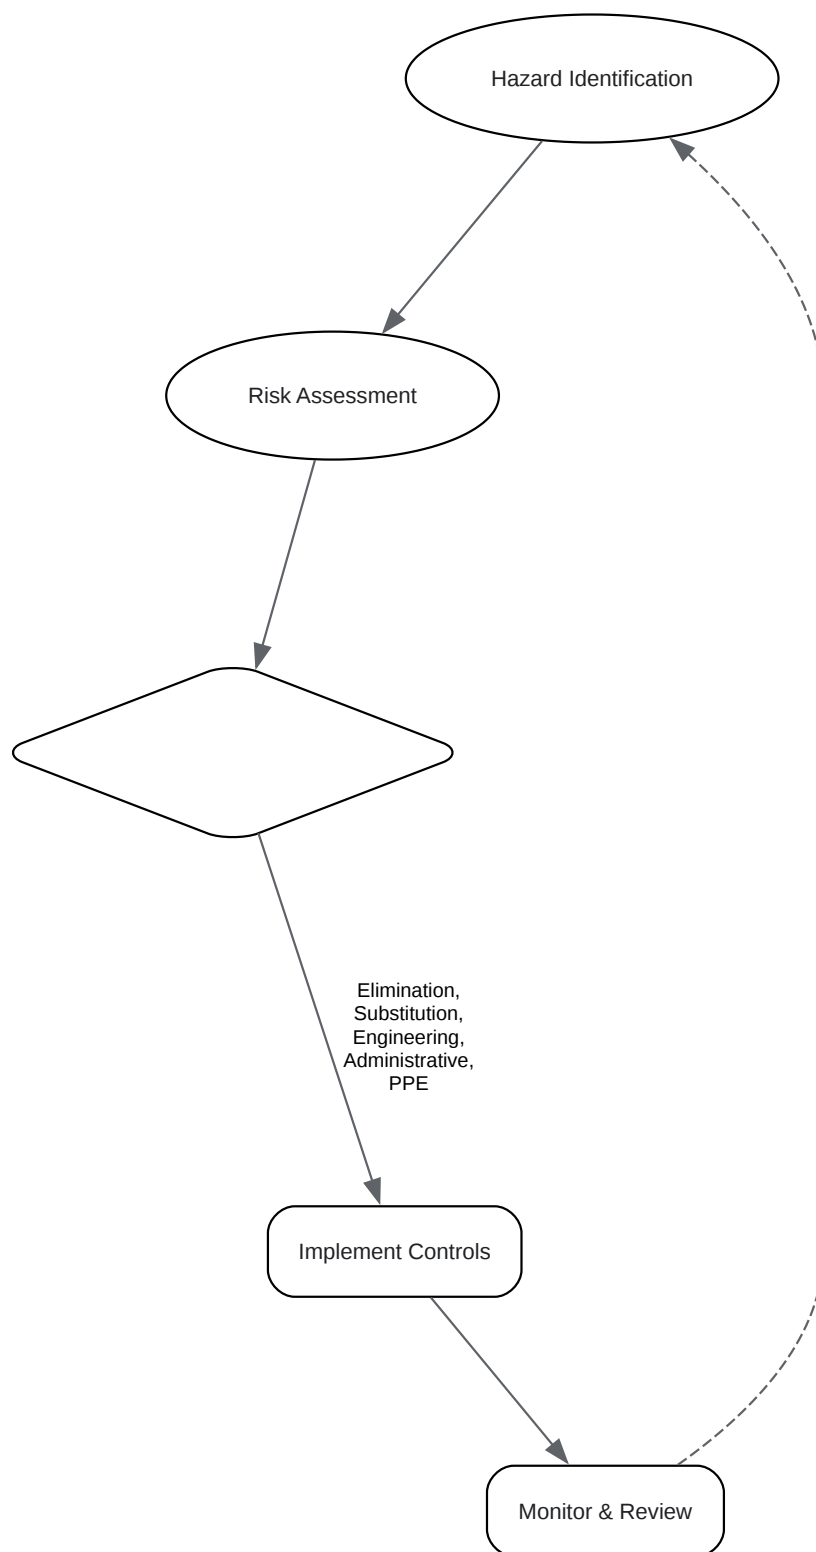 Hazard Identification
Risk Assessment
Elimination,
Substitution,
Engineering,
Administrative,
PPE
Implement Controls
Monitor & Review